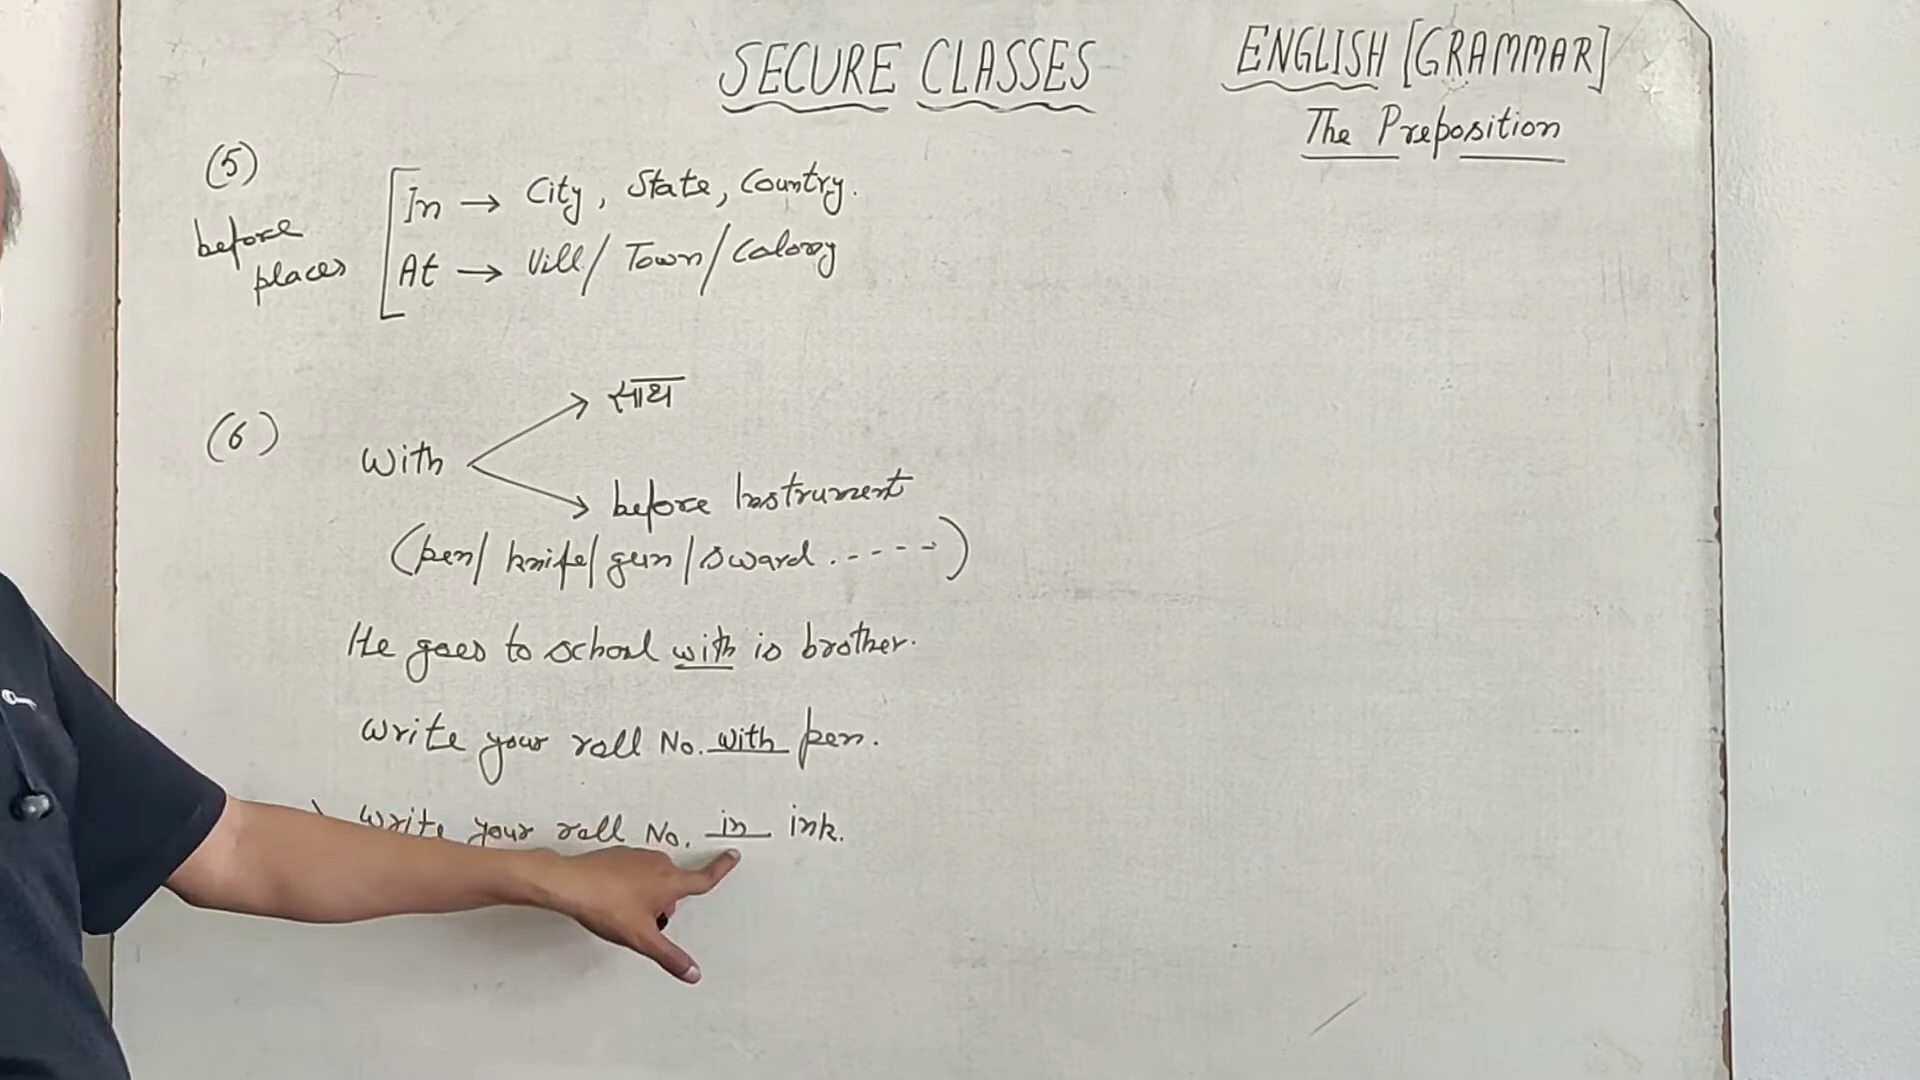 SECURE CLASSES
ENGLISH [GRAMMAR]
The Preposition
(5)
before places
In → City, State, Country.
At → Vill/ Town/Colony
(6)
With
→ साथ
→ before Instrument
(pen/ knife/ gun/ sward .----)
He goes to school with is brother.
Write your roll No. with pen.
Write your roll No. in ink.